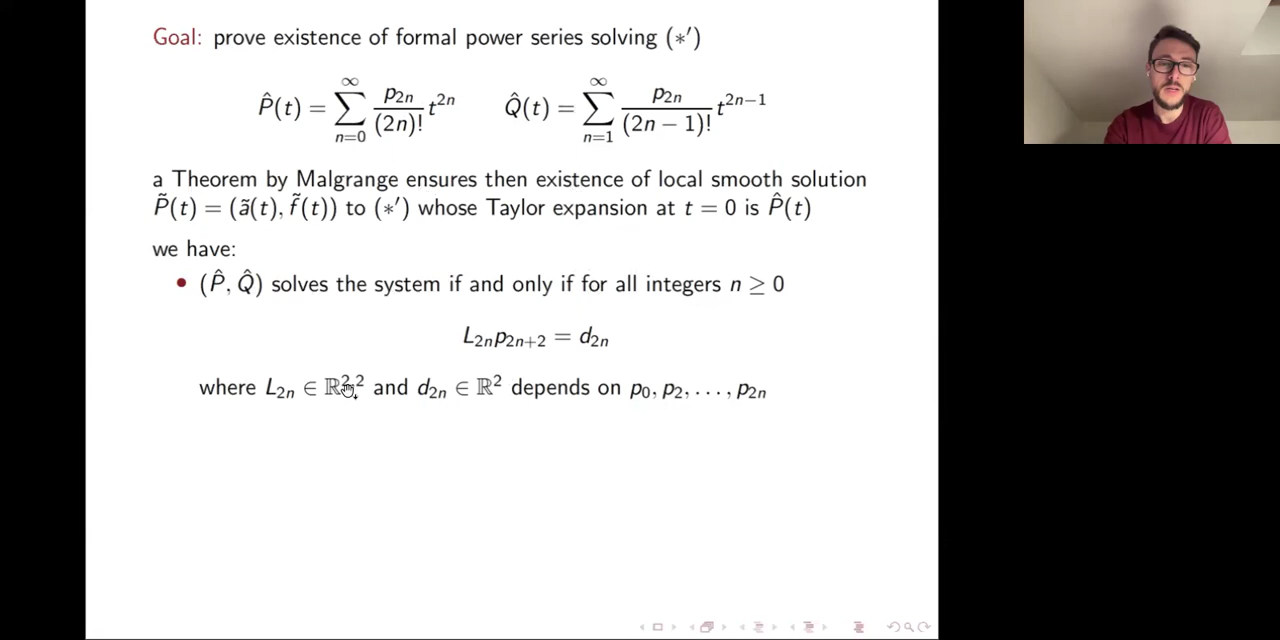 Goal: prove existence of formal power series solving (∗′)
P̂(t) = ∑_{n=0}^{∞} \frac{p_{2n}}{(2n)!} t^{2n}    Q̂(t) = ∑_{n=1}^{∞} \frac{p_{2n}}{(2n − 1)!} t^{2n−1}
a Theorem by Malgrange ensures then existence of local smooth solution
P̃(t) = (ã(t), f̃(t)) to (∗′) whose Taylor expansion at t = 0 is P̂(t)
we have:
• (P̂, Q̂) solves the system if and only if for all integers n ≥ 0
L_{2n}p_{2n+2} = d_{2n}
where L_{2n} ∈ ℝ^{2,2} and d_{2n} ∈ ℝ^2 depends on p_0, p_2, . . . , p_{2n}